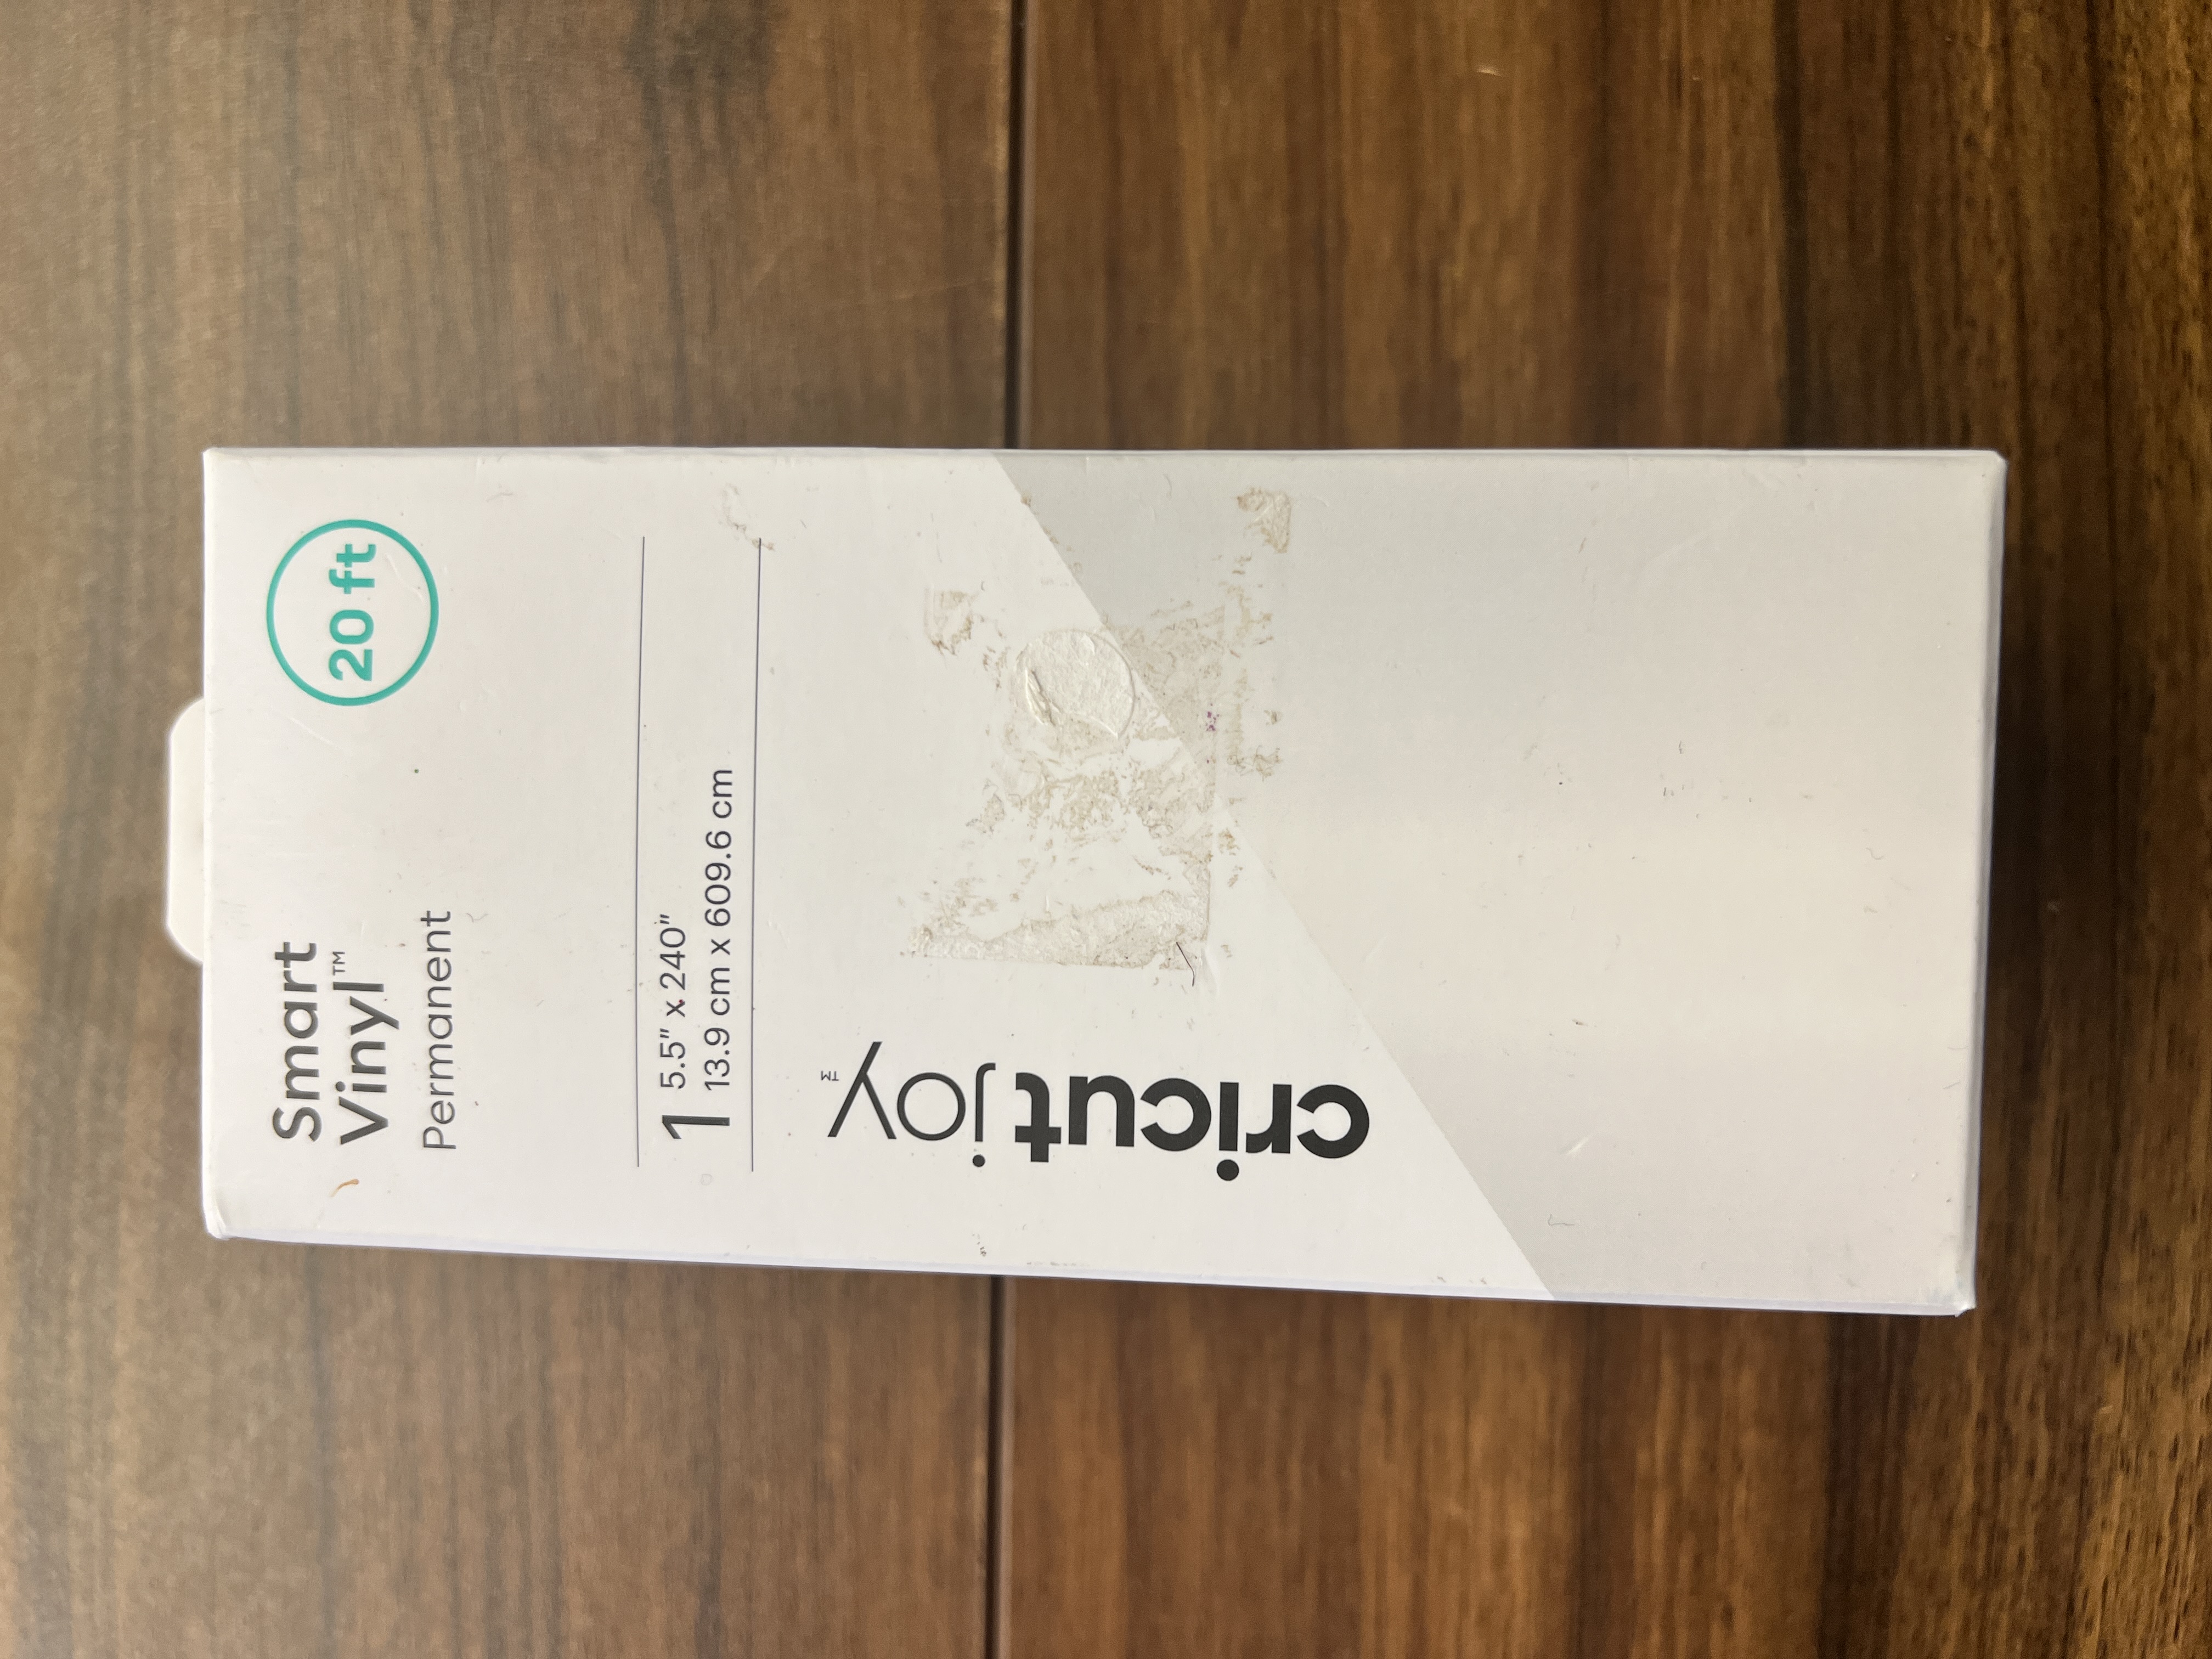 Smart
Vinyl™
Permanent
20 ft
1
5.5" x 240"
13.9 cm x 609.6 cm
cricut joy™